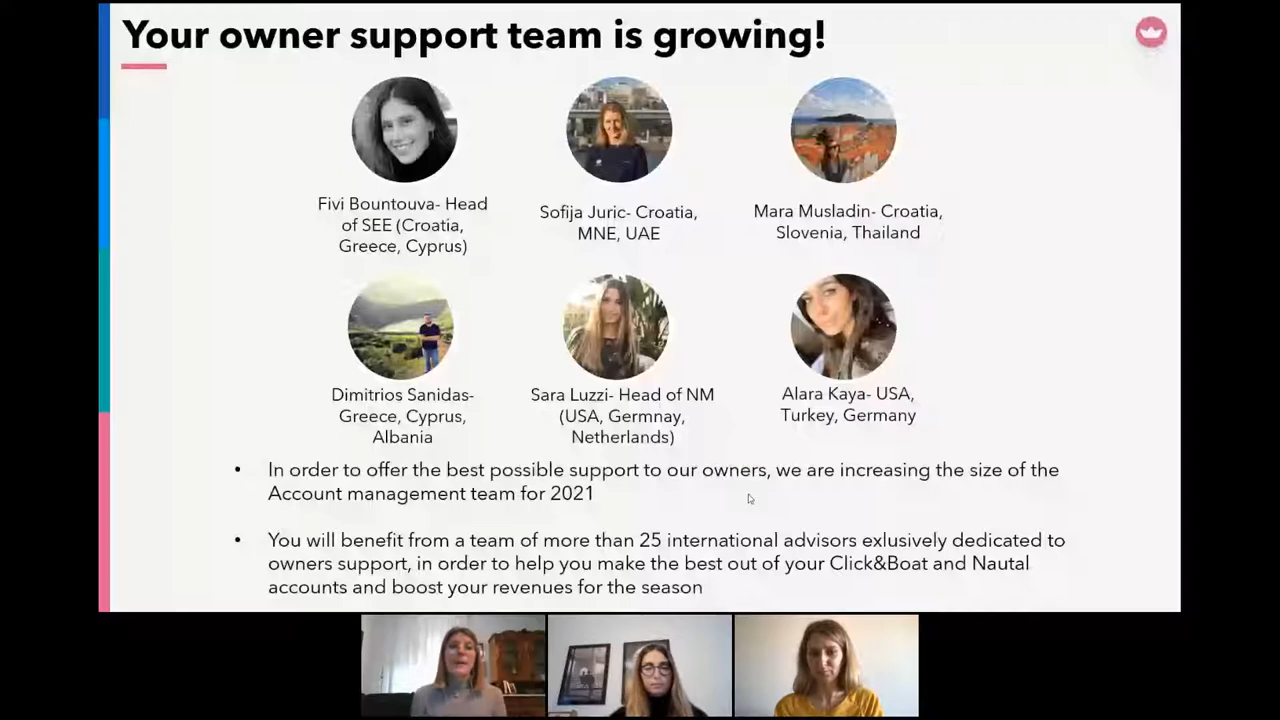 Your owner support team is growing!
Fivi Bountouva- Head
of SEE (Croatia,
Greece, Cyprus)
Sofija Juric- Croatia,
MNE, UAE
Mara Musladin- Croatia,
Slovenia, Thailand
Dimitrios Sanidas-
Greece, Cyprus,
Albania
Sara Luzzi- Head of NM
(USA, Germnay,
Netherlands)
Alara Kaya- USA,
Turkey, Germany
• In order to offer the best possible support to our owners, we are increasing the size of the
Account management team for 2021
• You will benefit from a team of more than 25 international advisors exlusively dedicated to
owners support, in order to help you make the best out of your Click&Boat and Nautal
accounts and boost your revenues for the season